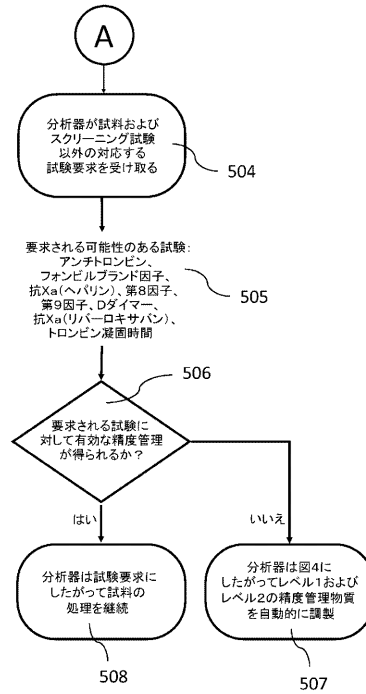 A
分析器が試料および
スクリーニング試験
以外の対応する
試験要求を受け取る
504
要求される可能性のある試験:
アンチトロンビン、
フォンビルブランド因子、
抗Xa(ヘパリン)、第8因子、
第9因子、Dダイマー、
抗Xa(リバーロキサバン)、
トロンビン凝固時間
505
506
要求される試験に
対して有効な精度管理
が得られるか?
はい
いいえ
分析器は試験要求に
したがって試料の
処理を継続
508
分析器は図4に
したがってレベル1および
レベル2の精度管理物質
を自動的に調製
507